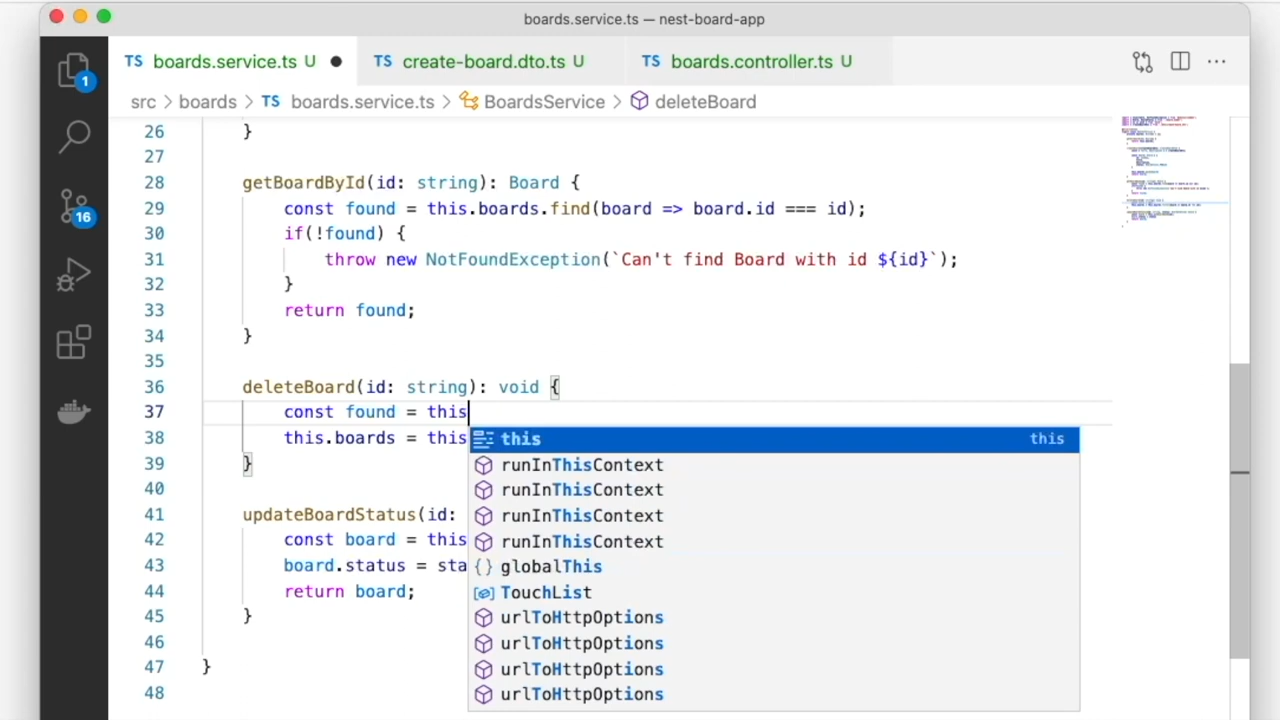 boards.service.ts — nest-board-app
TS boards.service.ts U
TS create-board.dto.ts U
TS boards.controller.ts U
1
16
src > boards > TS boards.service.ts > BoardsService > deleteBoard
26 }
27
28 getBoardById(id: string): Board {
29 const found = this.boards.find(board => board.id === id);
30 if(!found) {
31 throw new NotFoundException(`Can't find Board with id ${id}`);
32 }
33 return found;
34 }
35
36 deleteBoard(id: string): void {
37 const found = this
38 this.boards = this
39 }
40
41 updateBoardStatus(id:
42 const board = this
43 board.status = sta
44 return board;
45 }
46
47 }
48
this this
runInThisContext
runInThisContext
runInThisContext
runInThisContext
globalThis
TouchList
urlToHttpOptions
urlToHttpOptions
urlToHttpOptions
urlToHttpOptions